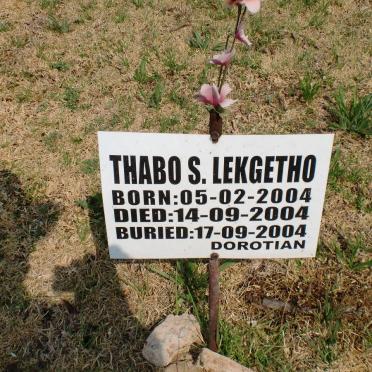 THABO S. LEKGETHO
BORN:05-02-2004
DIED:14-09-2004
BURIED:17-09-2004
DOROTIAN